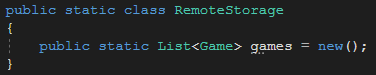 public static class RemoteStorage
{
    public static List<Game> games = new();
}